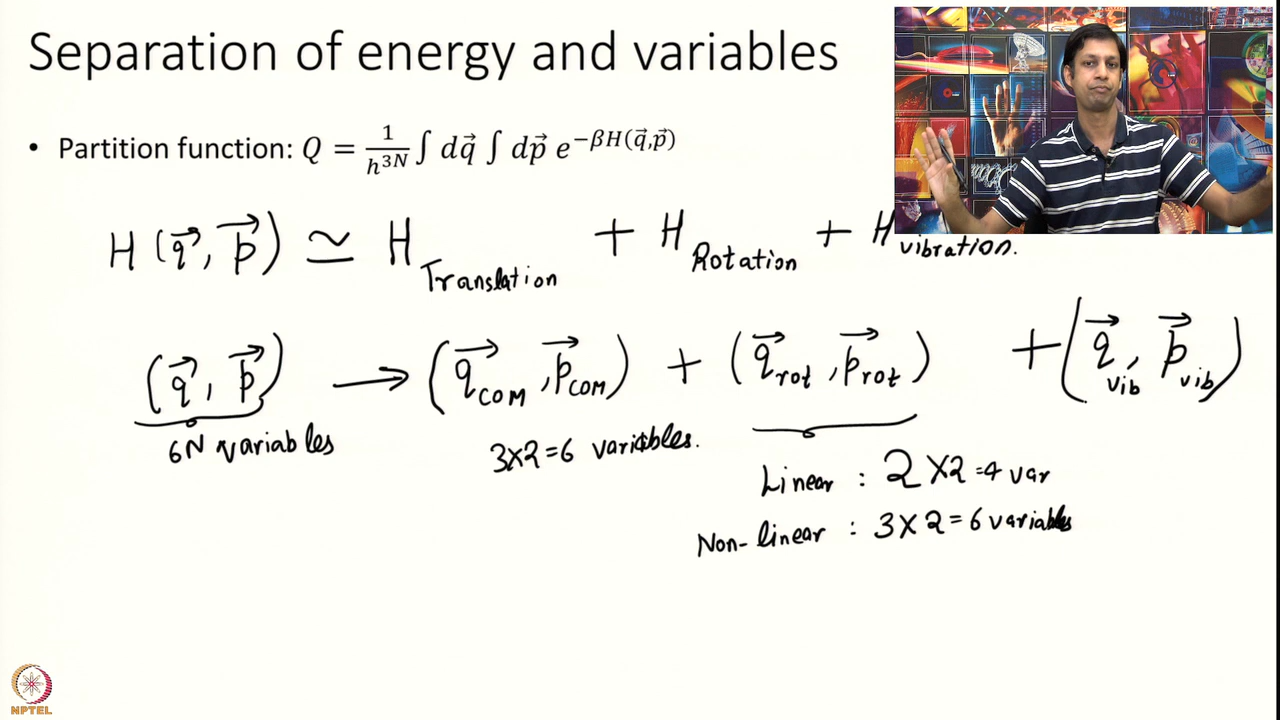 Separation of energy and variables
• Partition function: Q = 1/h^{3N} ∫ dq⃗ ∫ dp⃗ e^{−βH(q⃗,p⃗)}
H(q⃗, p⃗) ≃ H_Translation + H_Rotation + H_vibration.
(q⃗, p⃗) → (q⃗_COM, p⃗_COM) + (q⃗_rot, p⃗_rot) + (q⃗_vib, p⃗_vib)
6N variables
3×2=6 variables.
Linear : 2×2=4 var
Non-linear : 3×2=6 variables
NPTEL